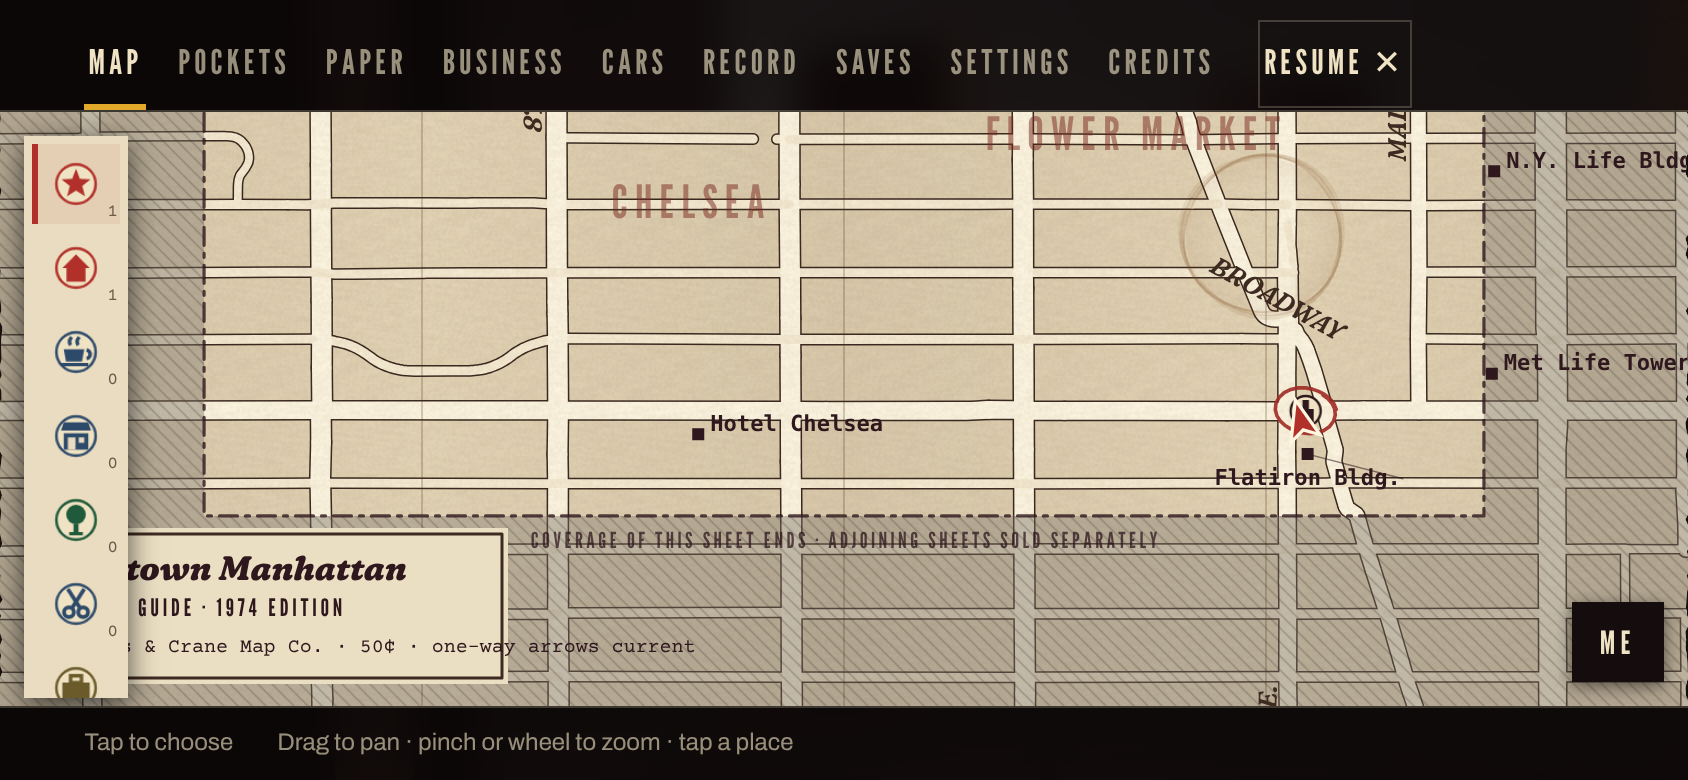 MAP POCKETS PAPER BUSINESS CARS RECORD SAVES SETTINGS CREDITS RESUME ✕
FLOWER MARKET
N.Y. Life Bldg
CHELSEA
1
BROADWAY
1
Met Life Tower
0
Hotel Chelsea
0
Flatiron Bldg.
COVERAGE OF THIS SHEET ENDS · ADJOINING SHEETS SOLD SEPARATELY
0
town Manhattan
GUIDE · 1974 EDITION
0
& Crane Map Co. · 50¢ · one-way arrows current
ME
E.
Tap to choose Drag to pan · pinch or wheel to zoom · tap a place